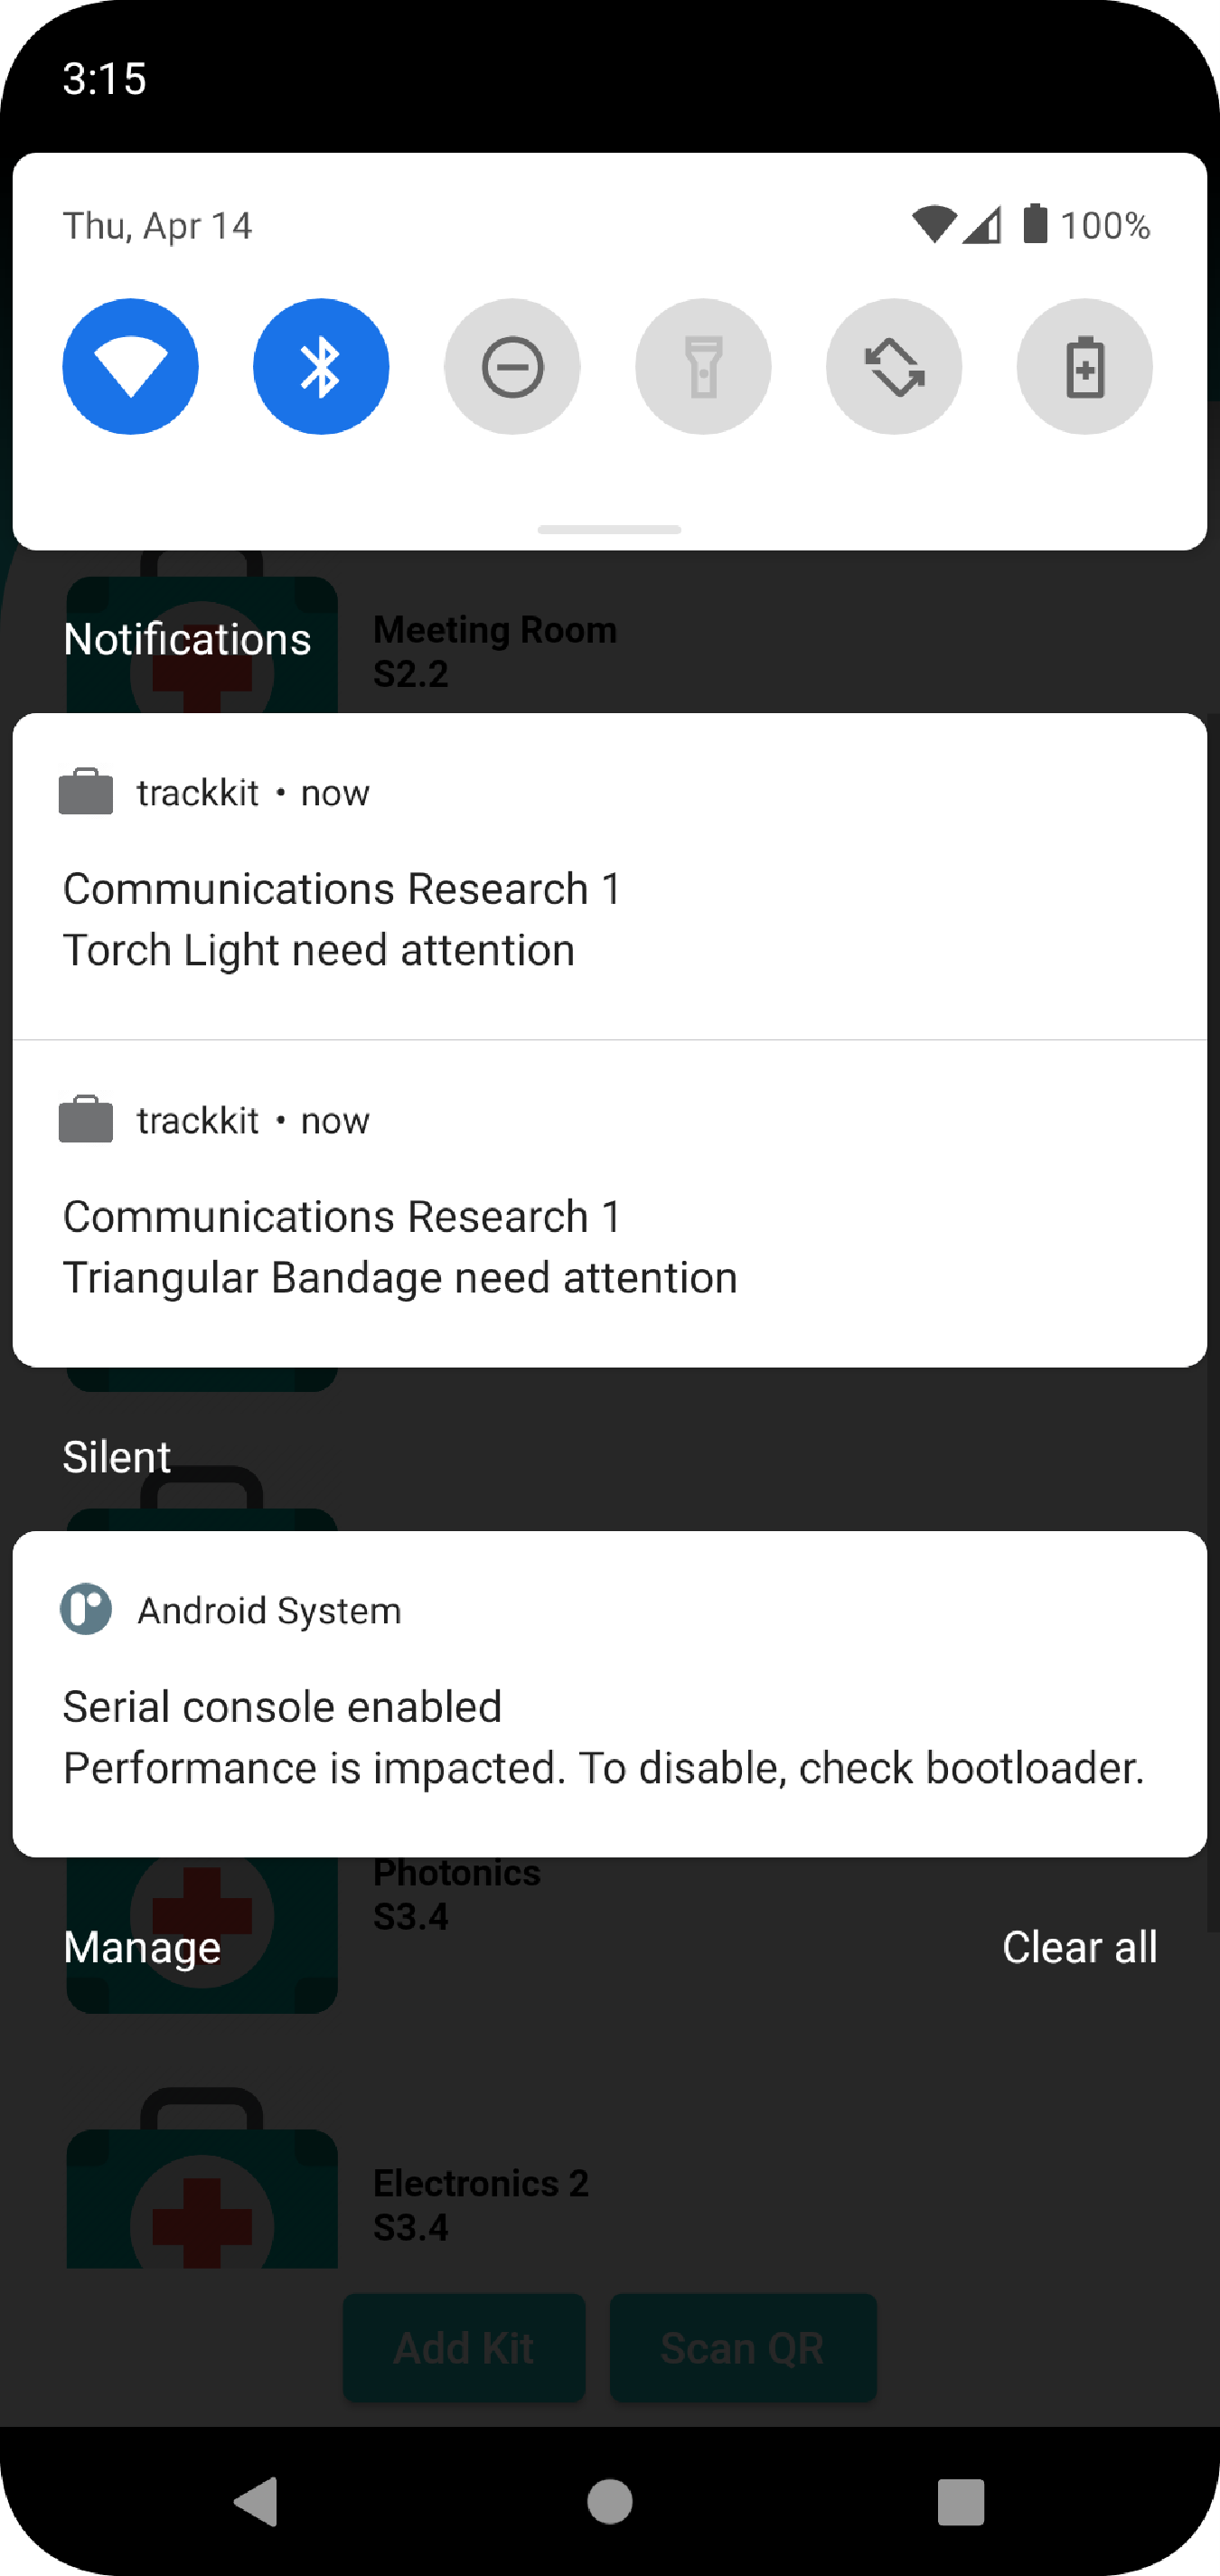 3:15
Thu, Apr 14
100%
Notifications
Meeting Room
S2.2
trackkit • now
Communications Research 1
Torch Light need attention
trackkit • now
Communications Research 1
Triangular Bandage need attention
Silent
Android System
Serial console enabled
Performance is impacted. To disable, check bootloader.
Photonics
S3.4
Manage
Clear all
Electronics 2
S3.4
Add Kit
Scan QR